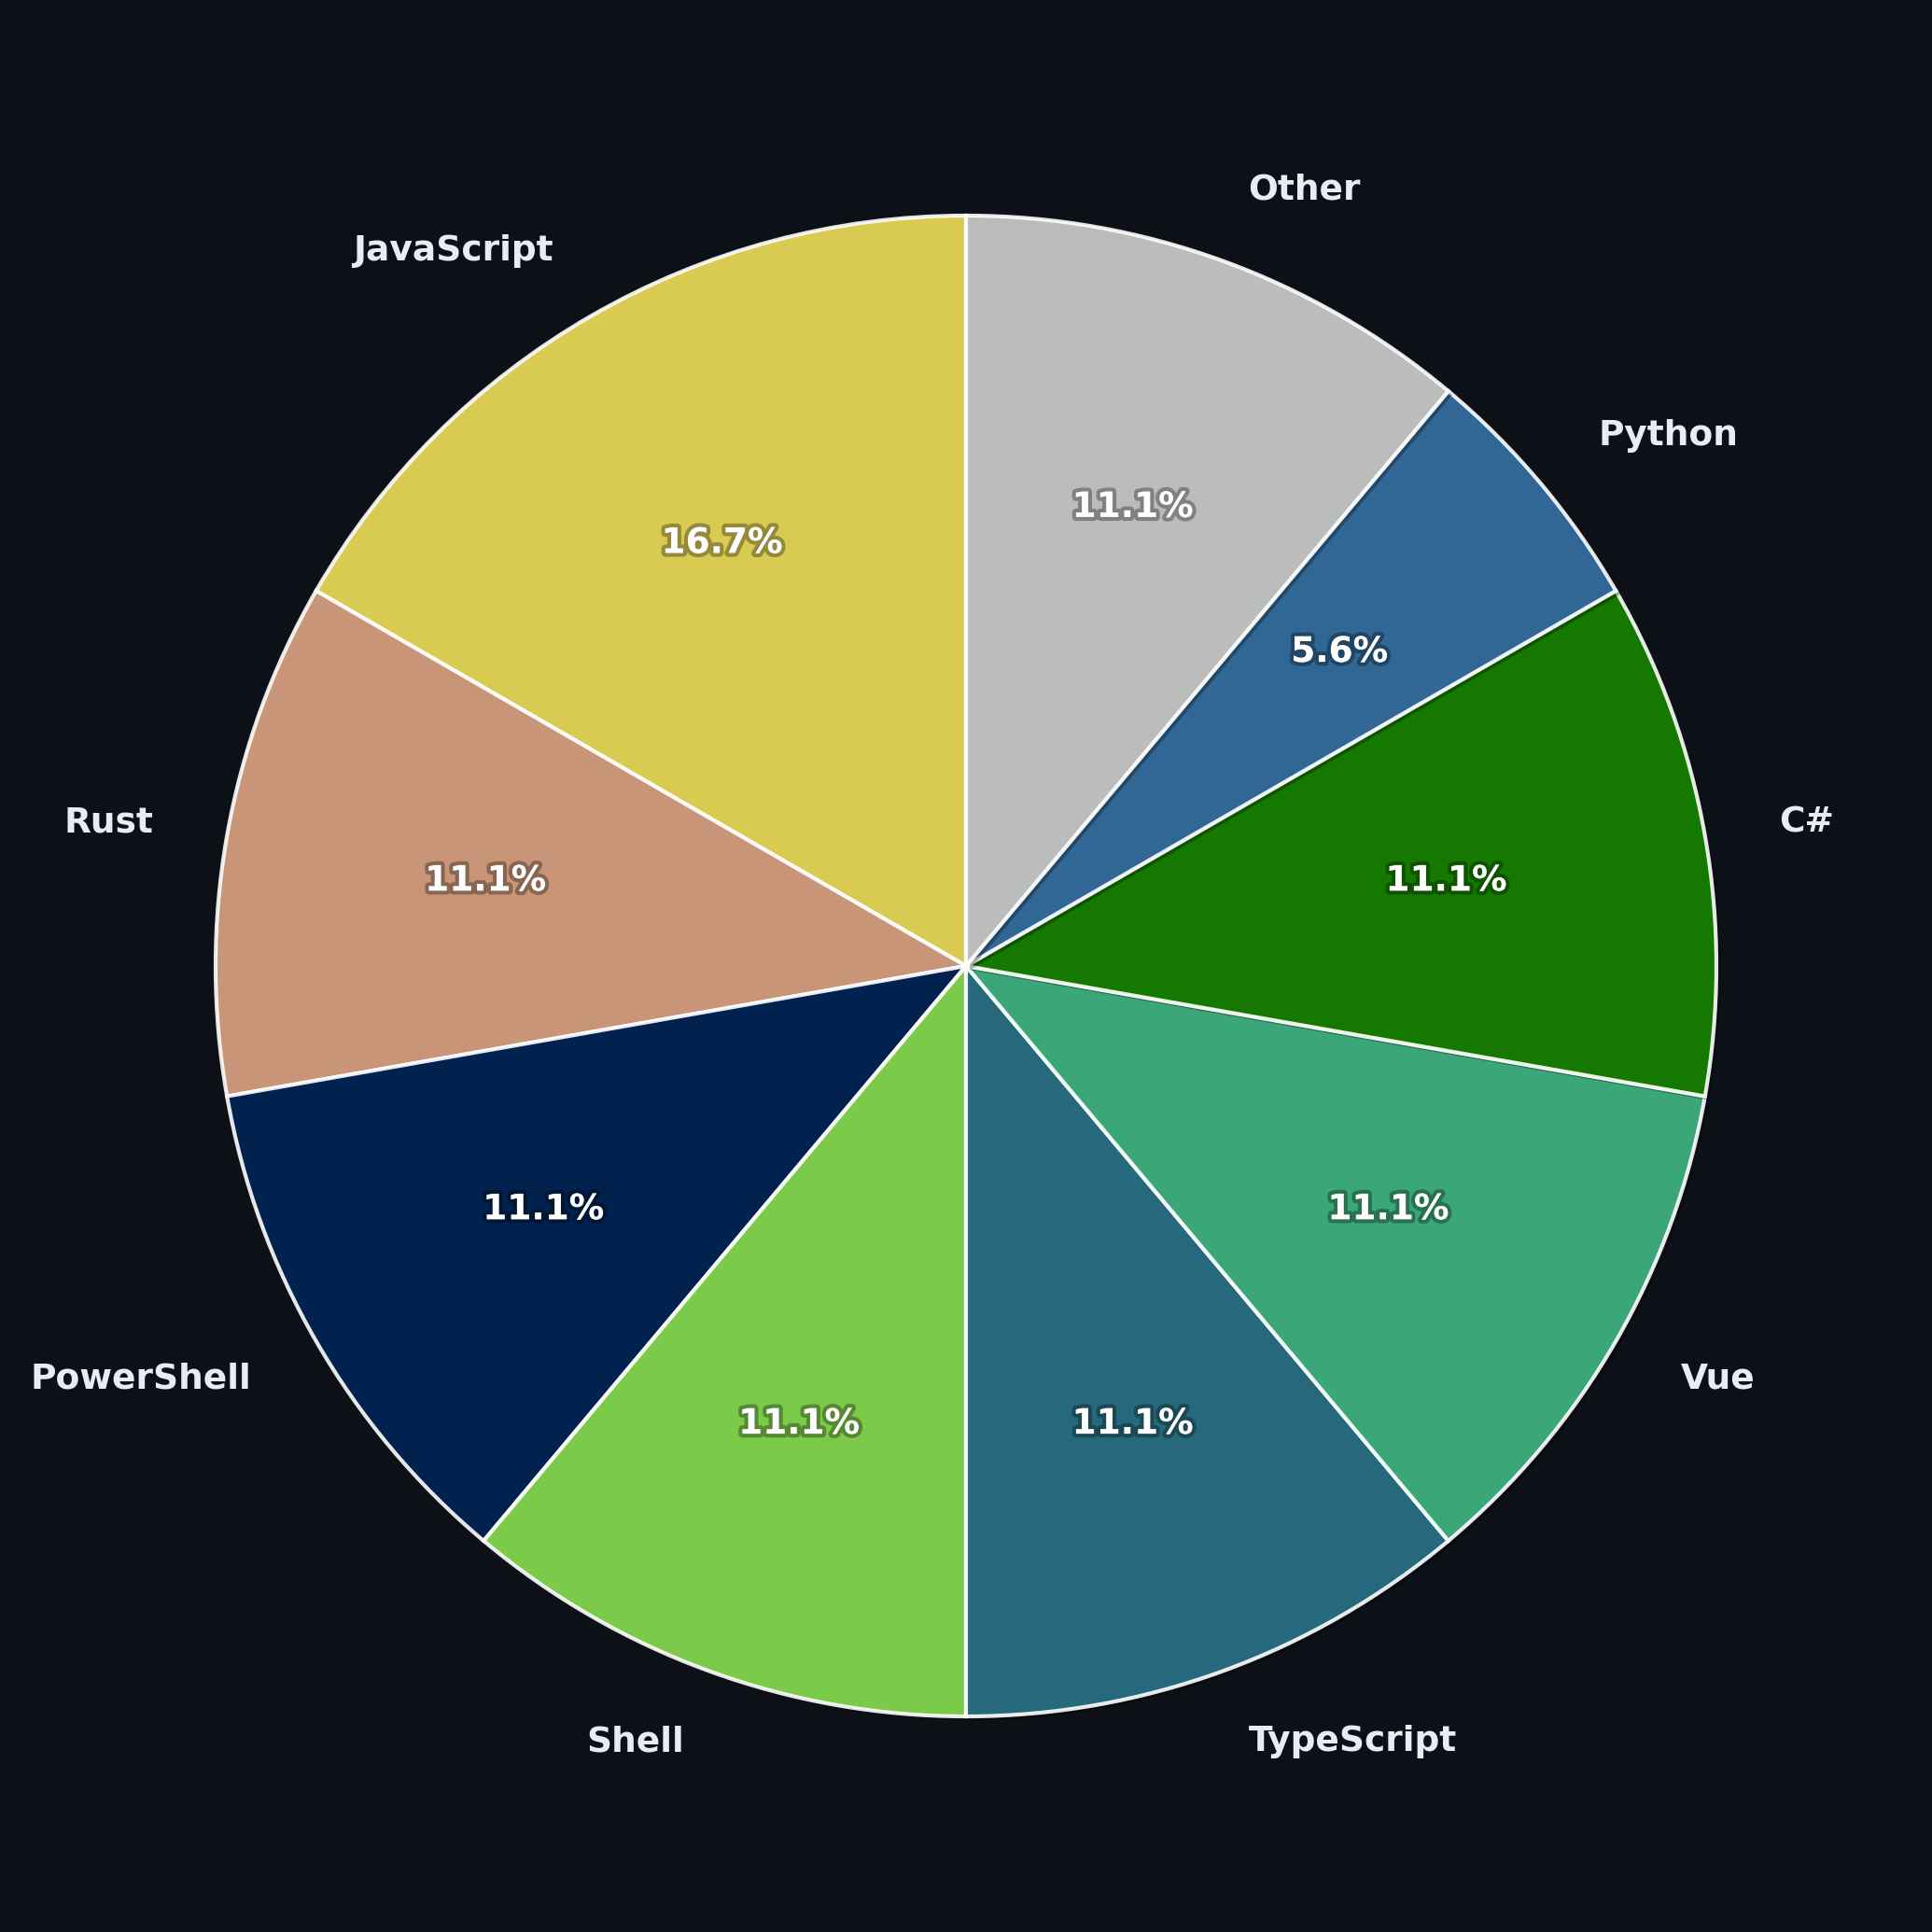 Other
JavaScript
Python
11.1%
16.7%
5.6%
Rust
C#
11.1%
11.1%
11.1%
11.1%
PowerShell
Vue
11.1%
11.1%
Shell
TypeScript